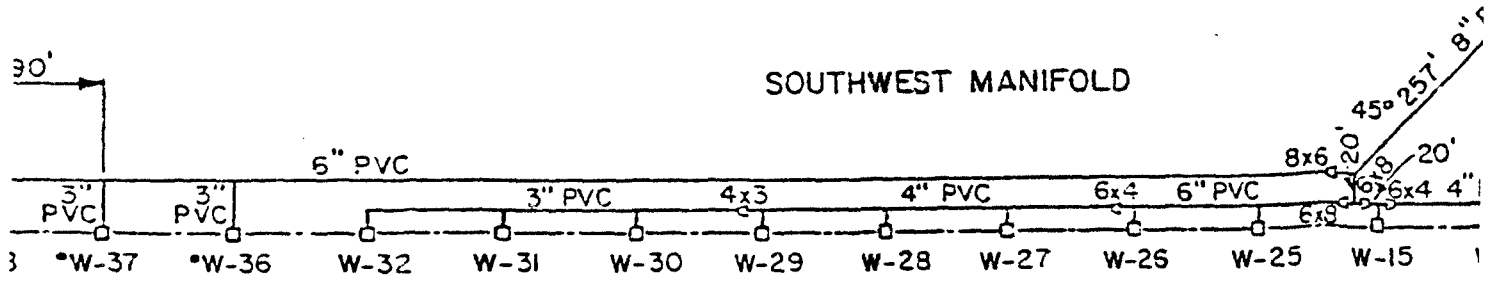 90'
SOUTHWEST MANIFOLD
45° 257' 8"
6" PVC
8x6
20'
6x8
20'
3" PVC
3" PVC
3" PVC
4x3
4" PVC
6x4
6" PVC
6x8
6x4
4"
•W-37
•W-36
W-32
W-31
W-30
W-29
W-28
W-27
W-26
W-25
W-15